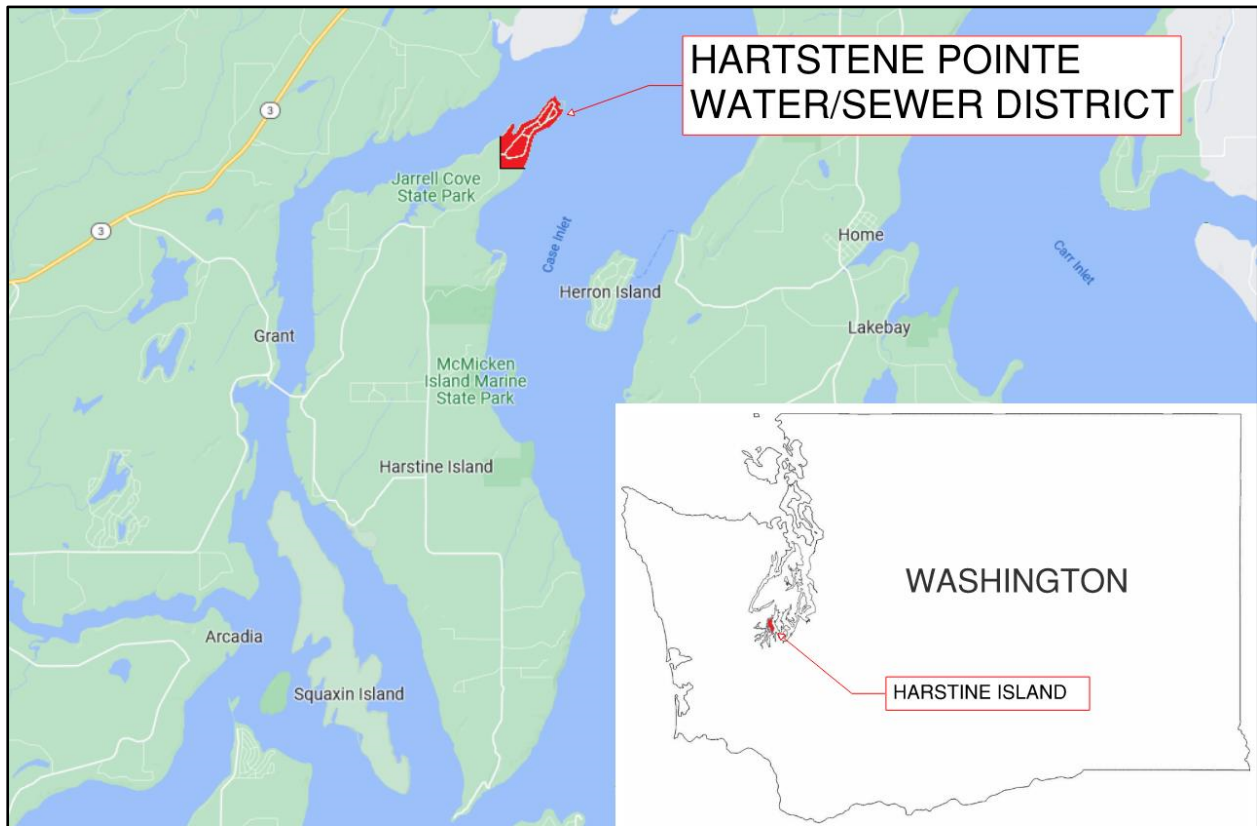 HARTSTENE POINTE
WATER/SEWER DISTRICT
3
Jarrell Cove
State Park
3
Case Inlet
Home
Carr Inlet
Herron Island
Lakebay
Grant
McMicken
Island Marine
State Park
Harstine Island
WASHINGTON
Arcadia
Squaxin Island
HARSTINE ISLAND